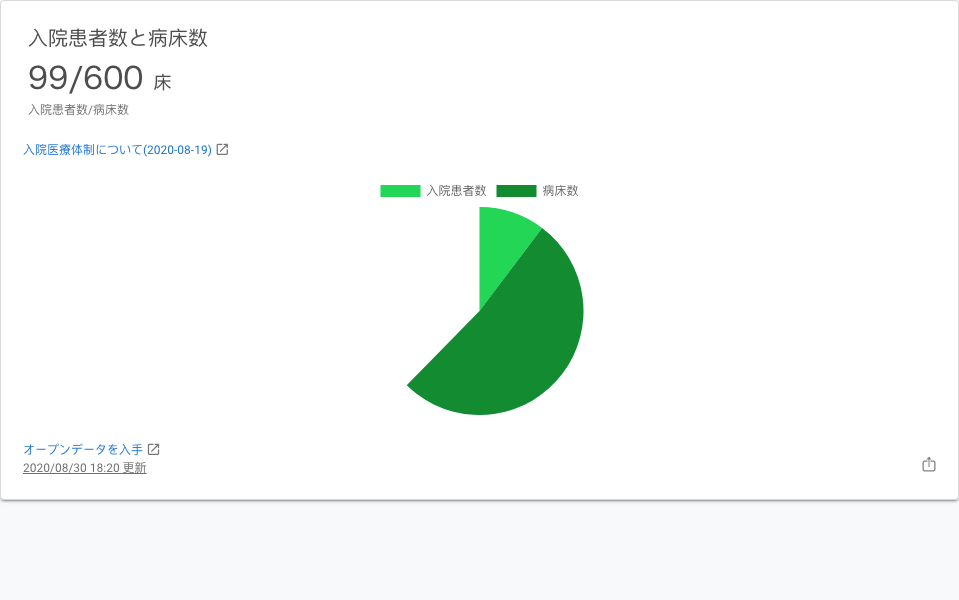 入院患者数と病床数
99/600 床
入院患者数/病床数
入院医療体制について(2020-08-19)
入院患者数 病床数
オープンデータを入手
2020/08/30 18:20 更新